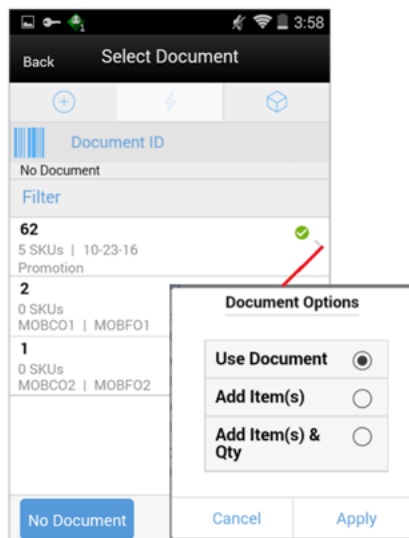 3:58
Back
Select Document
Document ID
No Document
Filter
62
5 SKUs | 10-23-16
Promotion
2
0 SKUs
MOBCO1 | MOBFO1
1
0 SKUs
MOBCO2 | MOBFO2
No Document
Document Options
Use Document
Add Item(s)
Add Item(s) &
Qty
Cancel
Apply